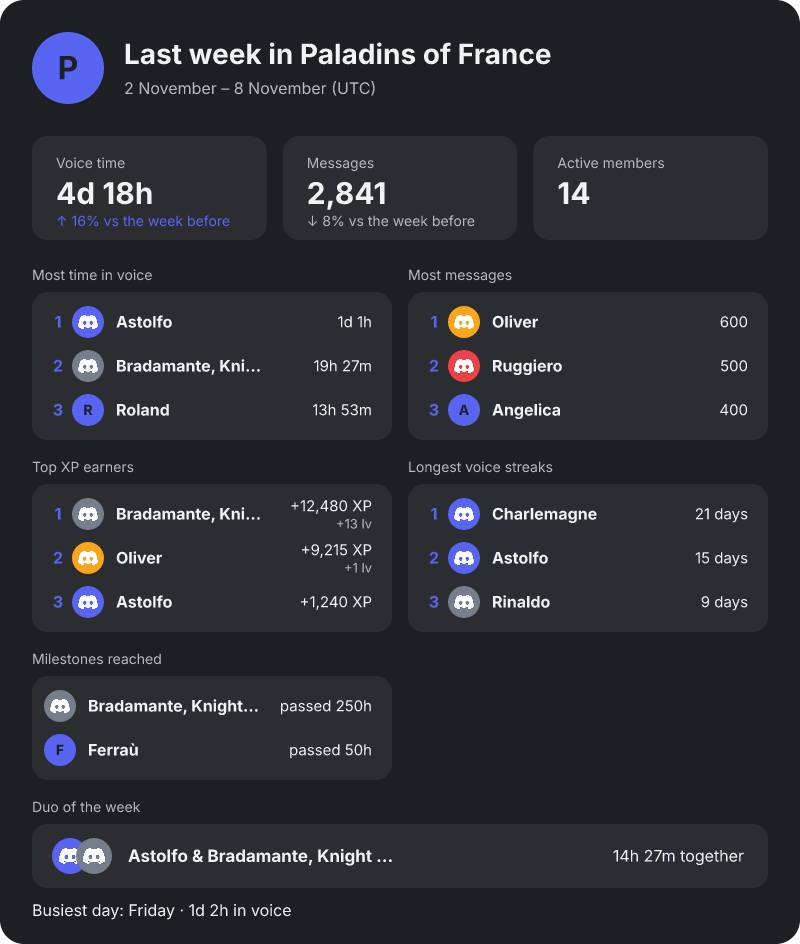 P
Last week in Paladins of France
2 November – 8 November (UTC)
Voice time
4d 18h
↑ 16% vs the week before
Messages
2,841
↓ 8% vs the week before
Active members
14
Most time in voice
1 Astolfo 1d 1h
2 Bradamante, Kni... 19h 27m
3 R Roland 13h 53m
Most messages
1 Oliver 600
2 Ruggiero 500
3 A Angelica 400
Top XP earners
1 Bradamante, Kni... +12,480 XP
+13 lv
2 Oliver +9,215 XP
+1 lv
3 Astolfo +1,240 XP
Longest voice streaks
1 Charlemagne 21 days
2 Astolfo 15 days
3 Rinaldo 9 days
Milestones reached
Bradamante, Knight... passed 250h
F Ferraù passed 50h
Duo of the week
Astolfo & Bradamante, Knight ... 14h 27m together
Busiest day: Friday · 1d 2h in voice